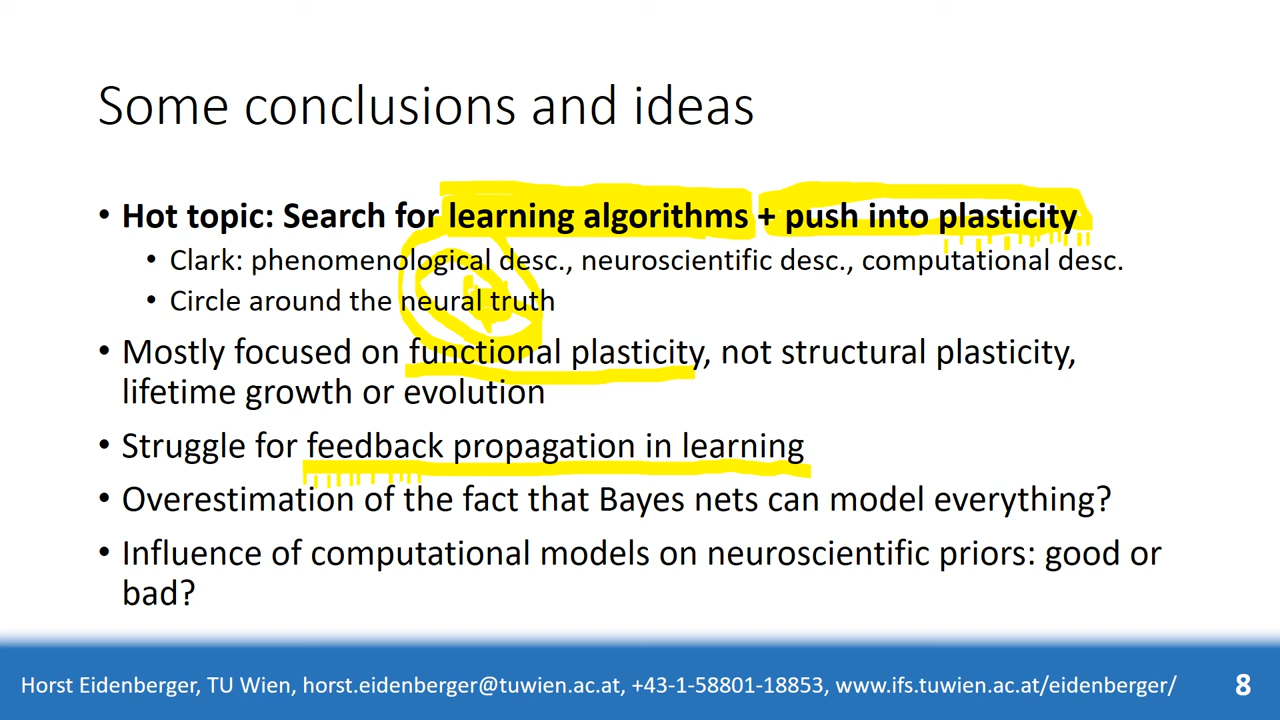 Some conclusions and ideas
• Hot topic: Search for learning algorithms + push into plasticity
• Clark: phenomenological desc., neuroscientific desc., computational desc.
• Circle around the neural truth
• Mostly focused on functional plasticity, not structural plasticity,
lifetime growth or evolution
• Struggle for feedback propagation in learning
• Overestimation of the fact that Bayes nets can model everything?
• Influence of computational models on neuroscientific priors: good or
bad?
Horst Eidenberger, TU Wien, horst.eidenberger@tuwien.ac.at, +43-1-58801-18853, www.ifs.tuwien.ac.at/eidenberger/ 8